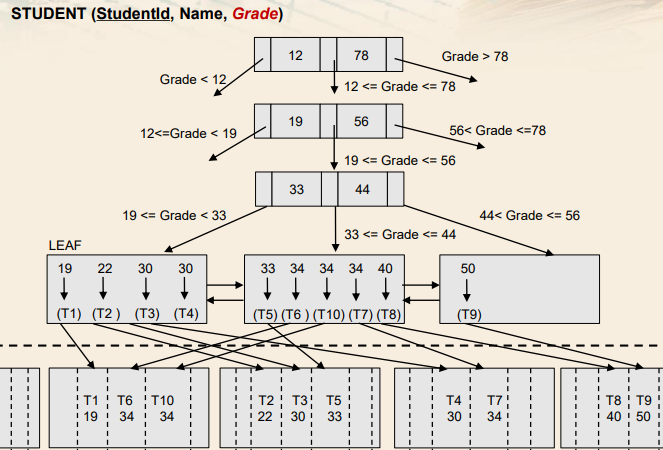 STUDENT (StudentId, Name, Grade)
12 78
Grade > 78
Grade < 12
12 <= Grade <= 78
19 56
12<=Grade < 19
56< Grade <=78
19 <= Grade <= 56
33 44
19 <= Grade < 33
44< Grade <= 56
33 <= Grade <= 44
LEAF
19 22 30 30 33 34 34 34 40 50
(T1) (T2 ) (T3) (T4) (T5) (T6 ) (T10) (T7) (T8) (T9)
T1 T6 T10 T2 T3 T5 T4 T7 T8 T9
19 34 34 22 30 33 30 34 40 50